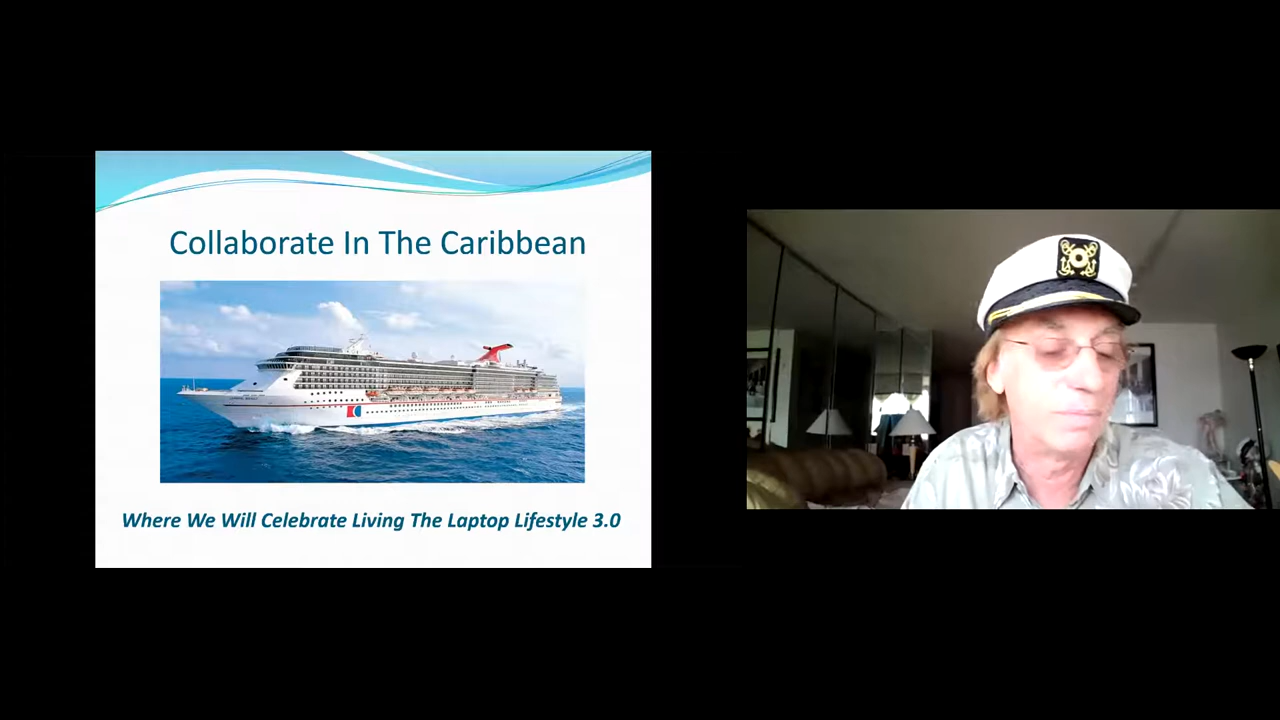 Collaborate In The Caribbean
Where We Will Celebrate Living The Laptop Lifestyle 3.0